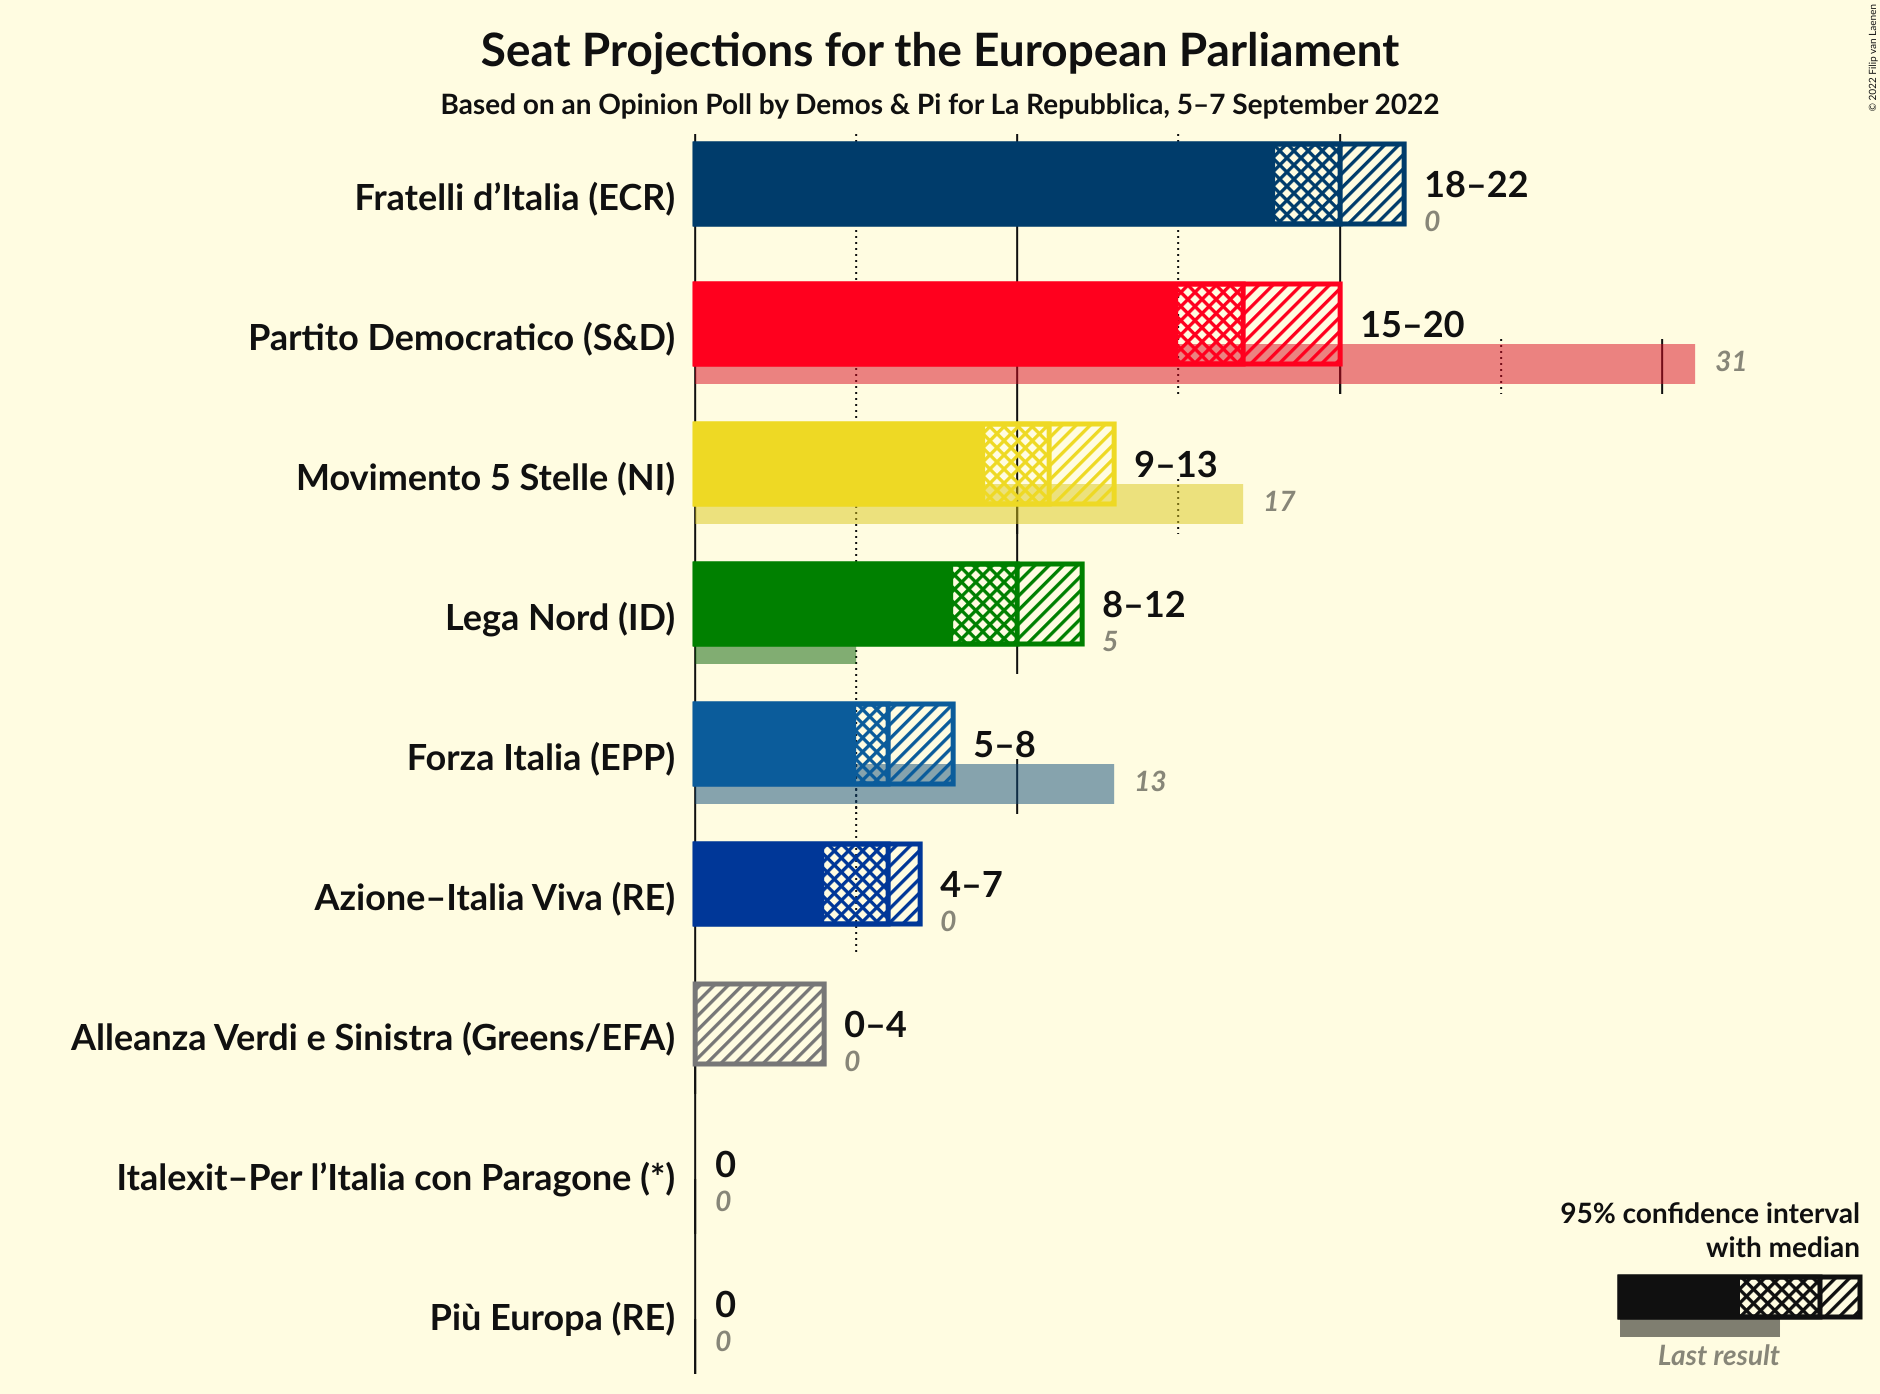 Seat Projections for the European Parliament
Based on an Opinion Poll by Demos & Pi for La Repubblica, 5–7 September 2022
© 2022 Filip van Laenen
Fratelli d’Italia (ECR)
18–22
0
Partito Democratico (S&D)
15–20
31
Movimento 5 Stelle (NI)
9–13
17
Lega Nord (ID)
8–12
5
Forza Italia (EPP)
5–8
13
Azione–Italia Viva (RE)
4–7
0
Alleanza Verdi e Sinistra (Greens/EFA)
0–4
0
Italexit–Per l’Italia con Paragone (*)
0
0
Più Europa (RE)
0
0
95% confidence interval
with median
Last result